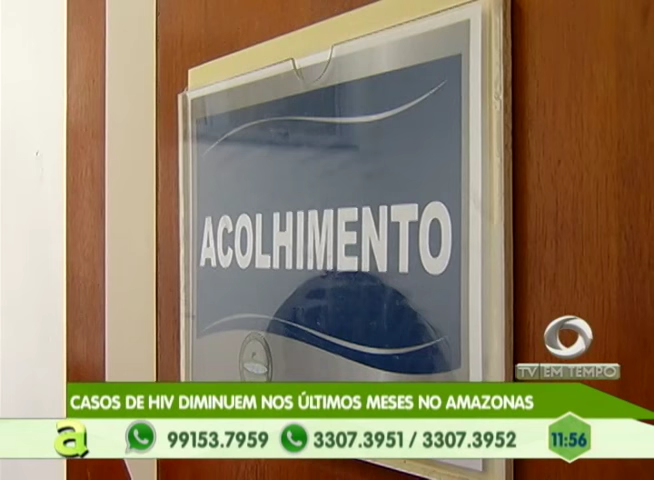 ACOLHIMENTO
TV EM TEMPO
CASOS DE HIV DIMINUEM NOS ÚLTIMOS MESES NO AMAZONAS
a 99153.7959 3307.3951 / 3307.3952 11:56